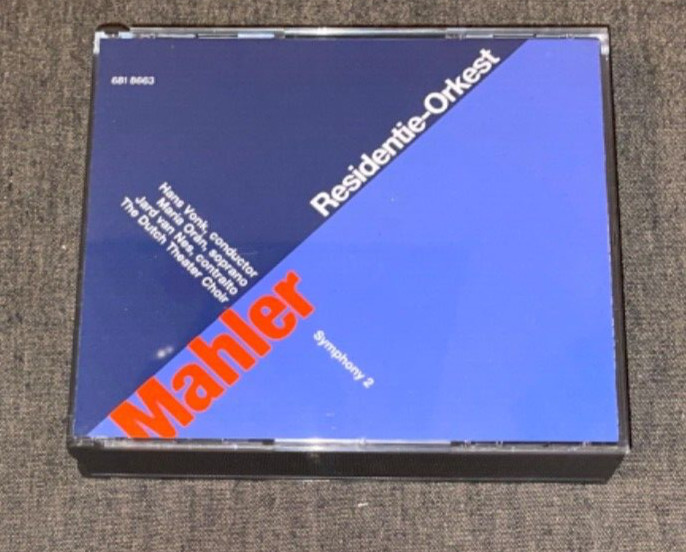 681 8663
Residentie-Orkest
Hans Vonk, conductor
Maria Orán, soprano
Jard van Nes, contralto
The Dutch Theater Choir
Mahler
Symphony 2